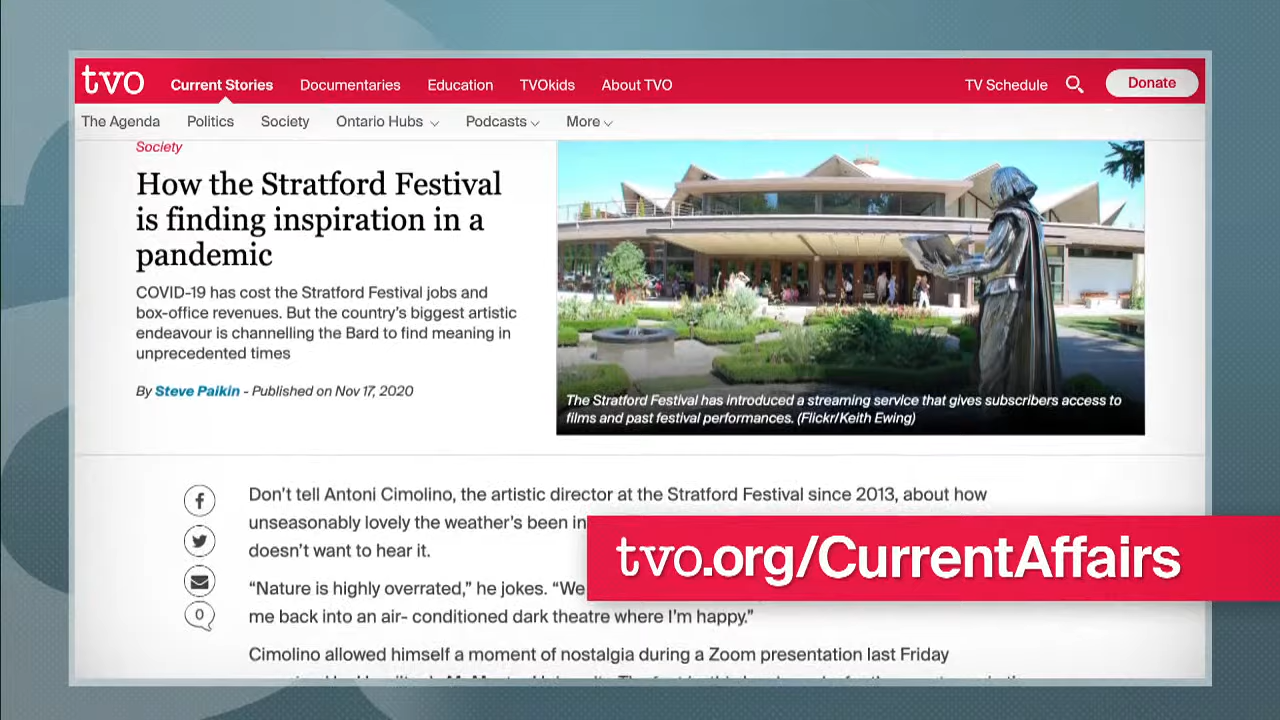 tvo
Current Stories
Documentaries
Education
TVOkids
About TVO
TV Schedule
Donate
The Agenda
Politics
Society
Ontario Hubs
Podcasts
More
Society
How the Stratford Festival
is finding inspiration in a
pandemic
COVID-19 has cost the Stratford Festival jobs and
box-office revenues. But the country's biggest artistic
endeavour is channelling the Bard to find meaning in
unprecedented times
By Steve Paikin - Published on Nov 17, 2020
The Stratford Festival has introduced a streaming service that gives subscribers access to
films and past festival performances. (Flickr/Keith Ewing)
Don't tell Antoni Cimolino, the artistic director at the Stratford Festival since 2013, about how
unseasonably lovely the weather's been in
doesn't want to hear it.
"Nature is highly overrated," he jokes. "We
me back into an air- conditioned dark theatre where I'm happy."
Cimolino allowed himself a moment of nostalgia during a Zoom presentation last Friday
0
tvo.org/CurrentAffairs